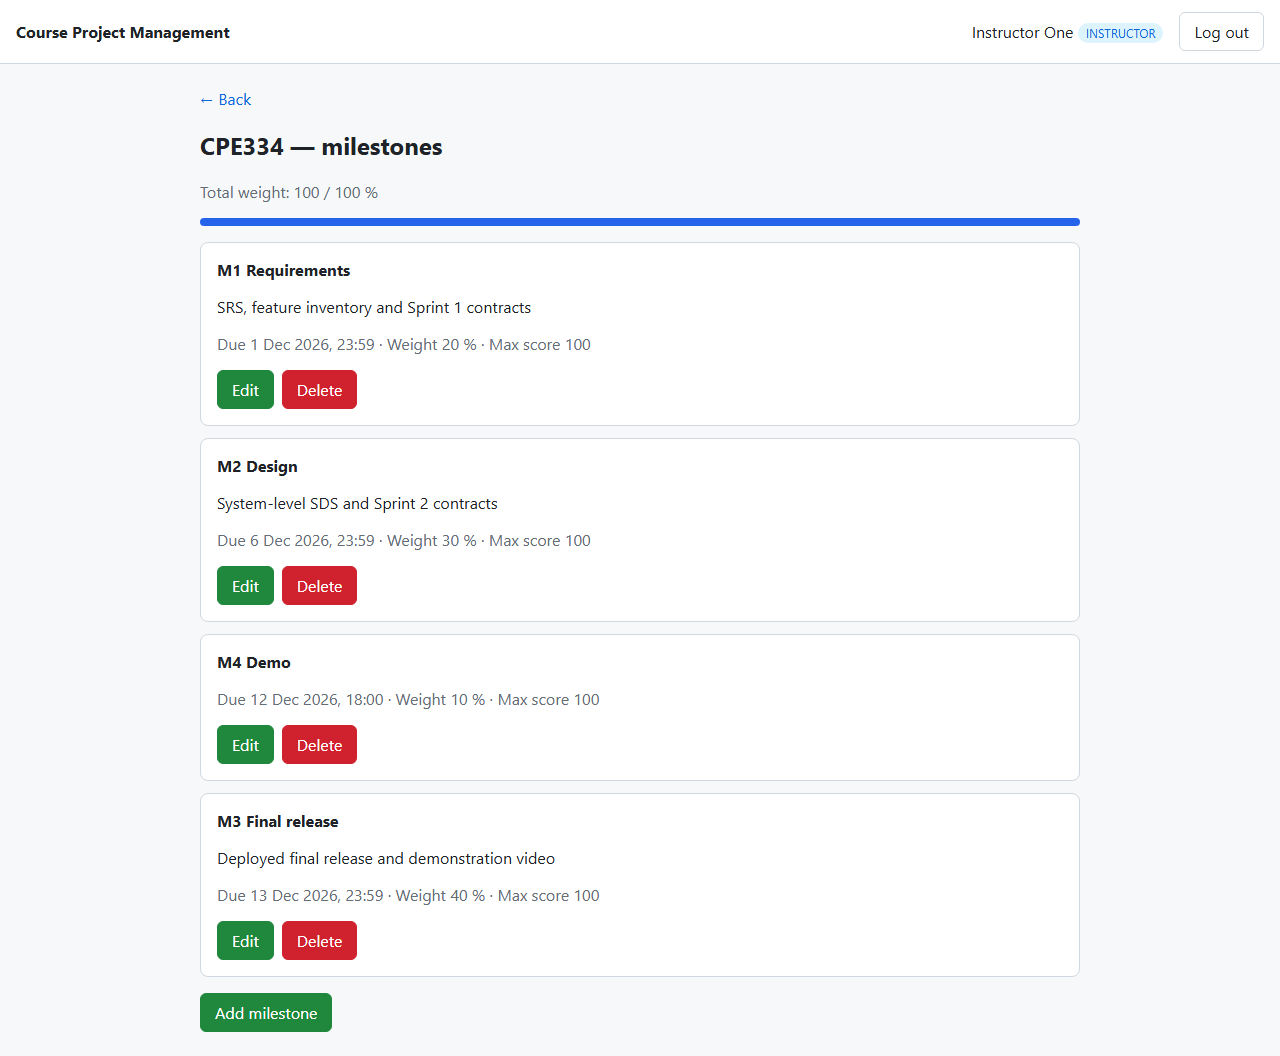 Course Project Management
Instructor One INSTRUCTOR Log out
← Back
CPE334 — milestones
Total weight: 100 / 100 %
M1 Requirements
SRS, feature inventory and Sprint 1 contracts
Due 1 Dec 2026, 23:59 · Weight 20 % · Max score 100
Edit Delete
M2 Design
System-level SDS and Sprint 2 contracts
Due 6 Dec 2026, 23:59 · Weight 30 % · Max score 100
Edit Delete
M4 Demo
Due 12 Dec 2026, 18:00 · Weight 10 % · Max score 100
Edit Delete
M3 Final release
Deployed final release and demonstration video
Due 13 Dec 2026, 23:59 · Weight 40 % · Max score 100
Edit Delete
Add milestone